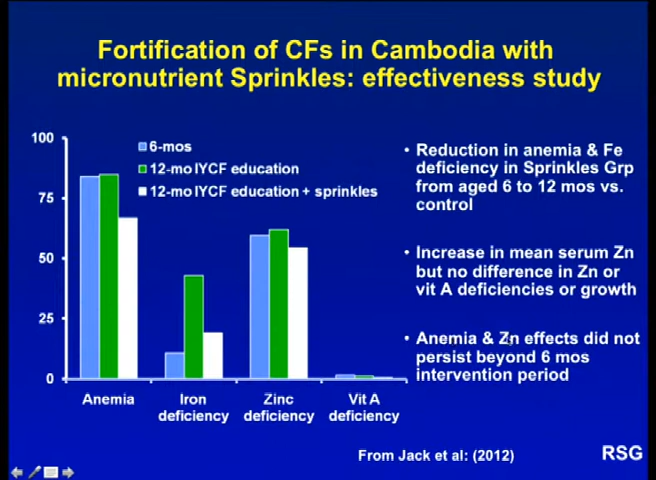 Fortification of CFs in Cambodia with
micronutrient Sprinkles: effectiveness study
100
75
50
25
0
6-mos
12-mo IYCF education
12-mo IYCF education + sprinkles
Anemia
Iron
deficiency
Zinc
deficiency
Vit A
deficiency
• Reduction in anemia & Fe
deficiency in Sprinkles Grp
from aged 6 to 12 mos vs.
control
• Increase in mean serum Zn
but no difference in Zn or
vit A deficiencies or growth
• Anemia & Zn effects did not
persist beyond 6 mos
intervention period
From Jack et al: (2012)
RSG